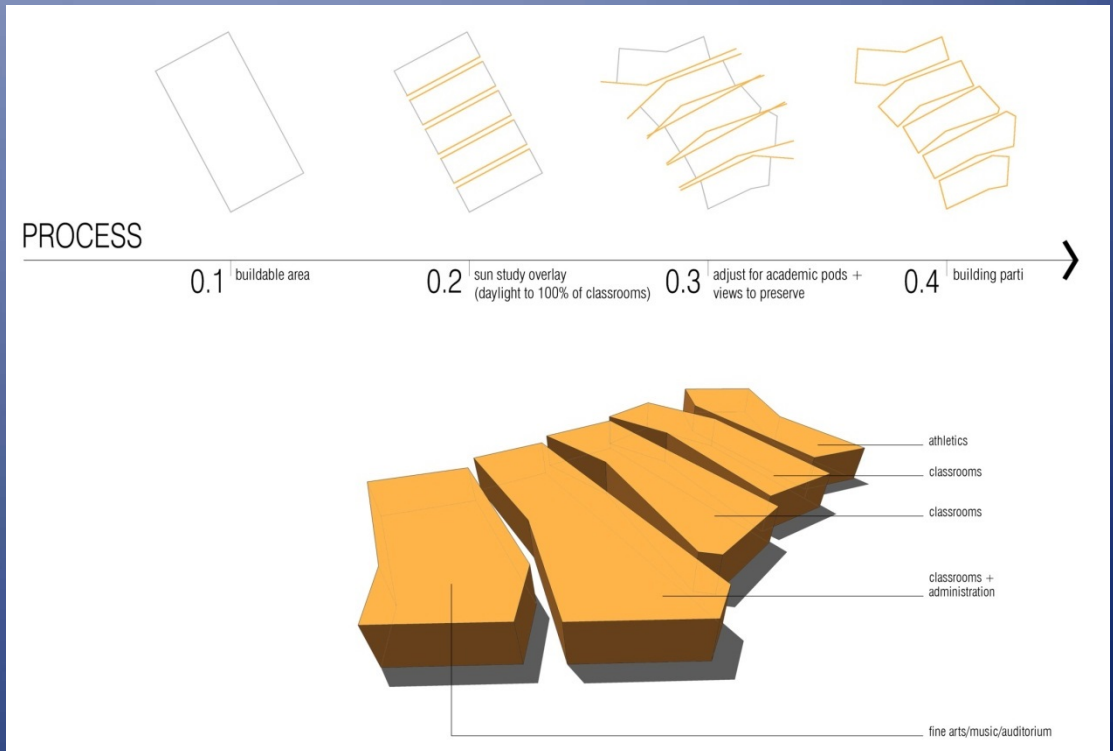 PROCESS
0.1 buildable area
0.2 sun study overlay
(daylight to 100% of classrooms)
0.3 adjust for academic pods +
views to preserve
0.4 building parti
athletics
classrooms
classrooms
classrooms +
administration
fine arts/music/auditorium